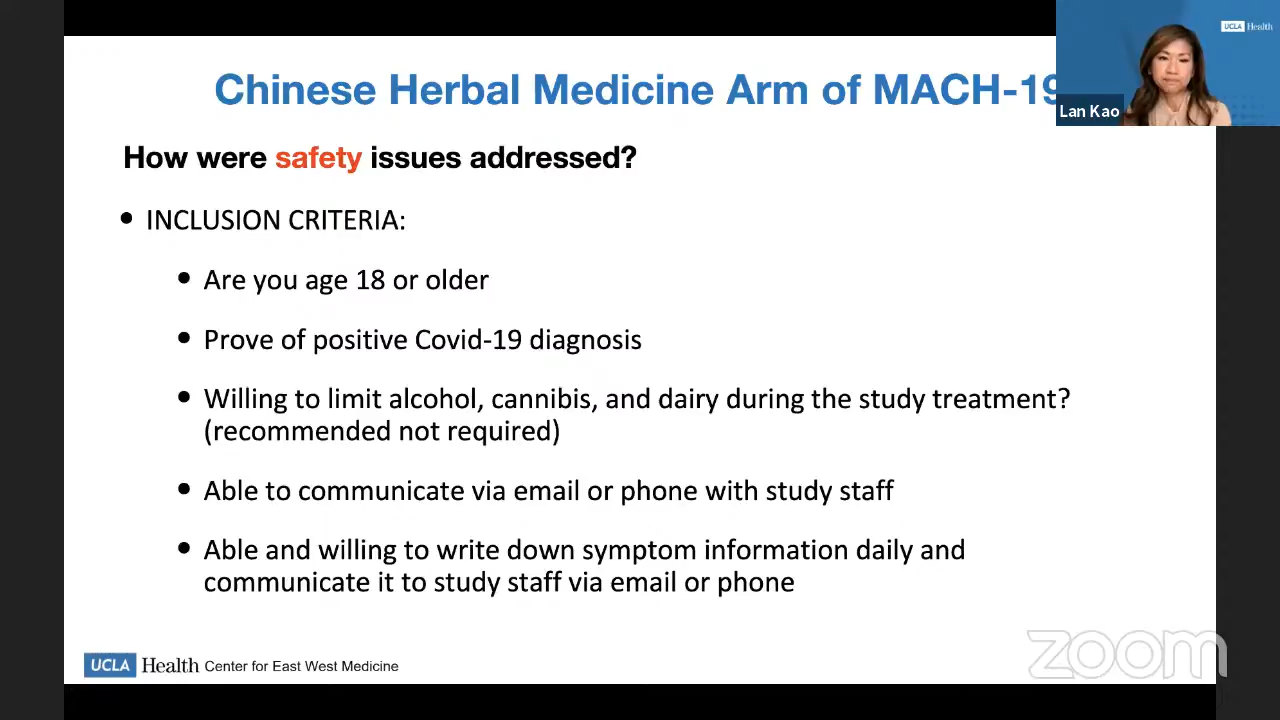 Chinese Herbal Medicine Arm of MACH-19
UCLA Health
Lan Kao
How were safety issues addressed?
• INCLUSION CRITERIA:
• Are you age 18 or older
• Prove of positive Covid-19 diagnosis
• Willing to limit alcohol, cannibis, and dairy during the study treatment?
(recommended not required)
• Able to communicate via email or phone with study staff
• Able and willing to write down symptom information daily and
communicate it to study staff via email or phone
UCLA Health Center for East West Medicine
zoom